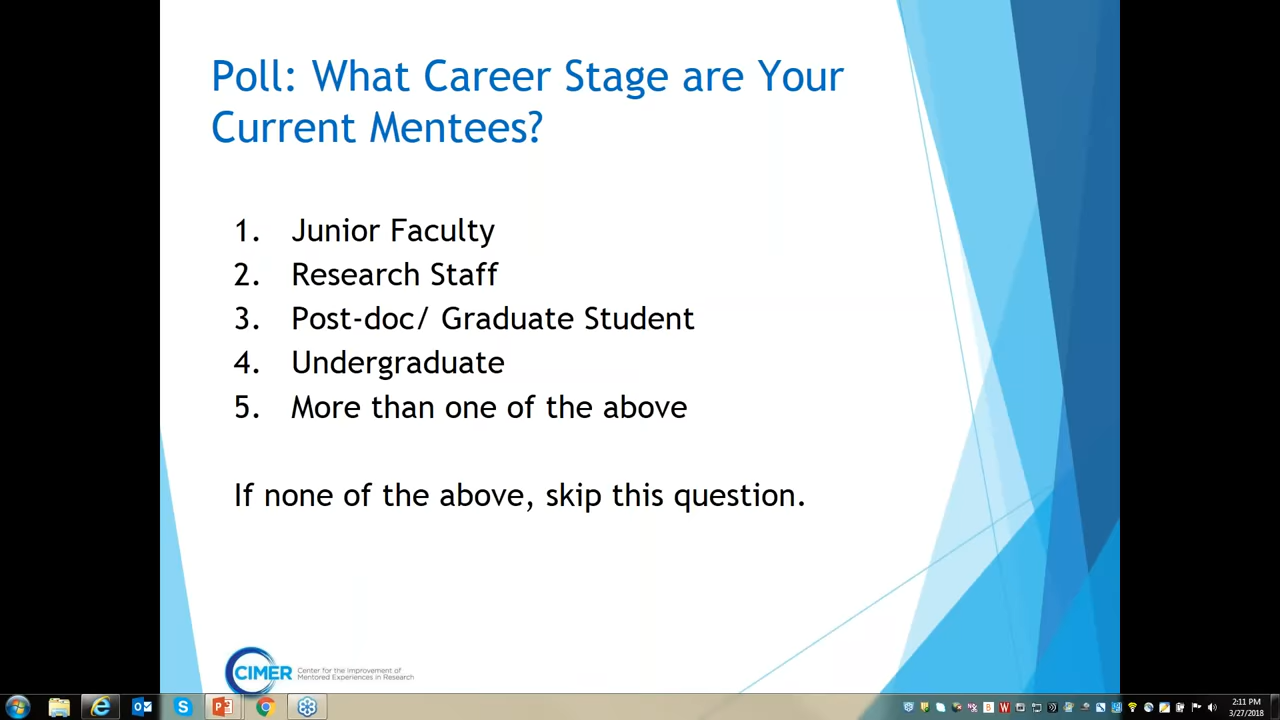 Poll: What Career Stage are Your
Current Mentees?
1. Junior Faculty
2. Research Staff
3. Post-doc/ Graduate Student
4. Undergraduate
5. More than one of the above
If none of the above, skip this question.
CIMER
Center for the Improvement of
Mentored Experiences in Research
2:11 PM
3/27/2018